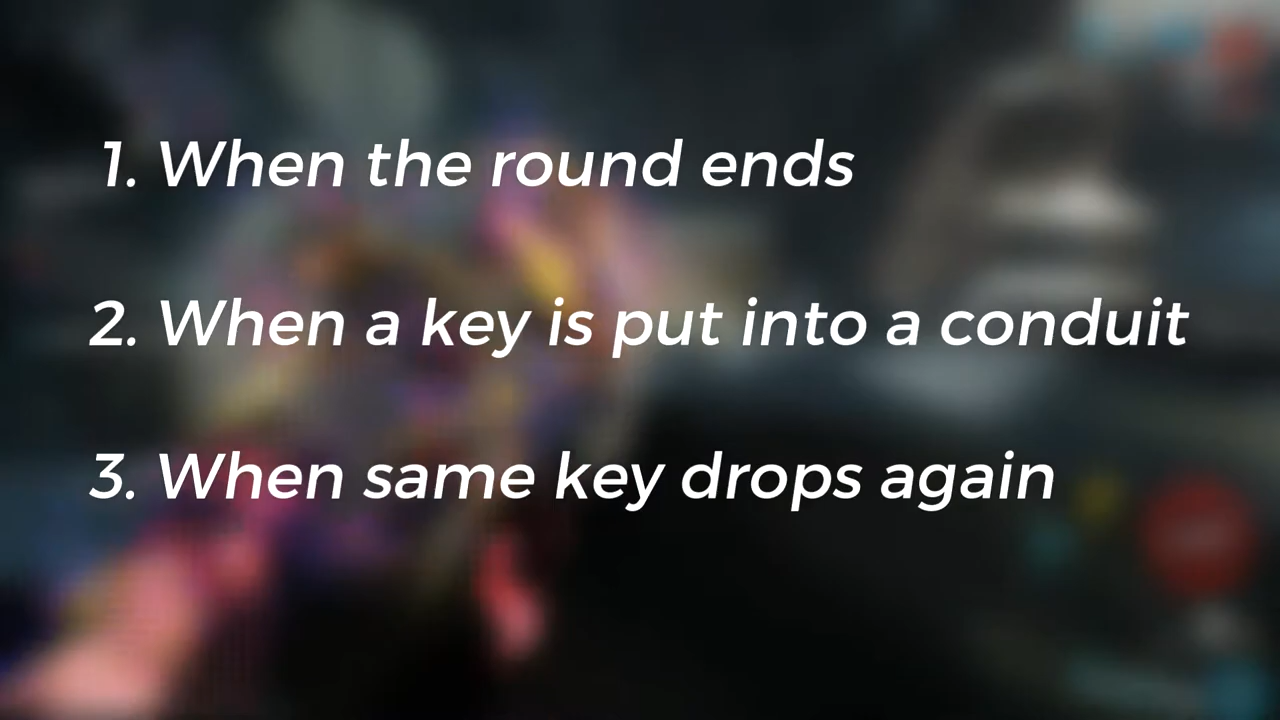 1. When the round ends
2. When a key is put into a conduit
3. When same key drops again